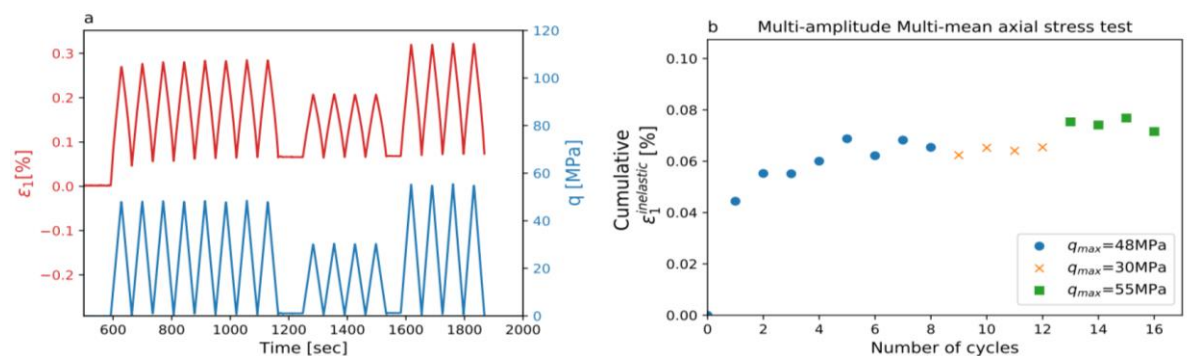 a
ε₁[%]
0.3
0.2
0.1
0.0
−0.1
−0.2
120
100
80
60
40
20
0
q [MPa]
600 800 1000 1200 1400 1600 1800 2000
Time [sec]
b Multi-amplitude Multi-mean axial stress test
Cumulative
ε₁ⁱⁿᵉˡᵃˢᵗⁱᶜ [%]
0.10
0.08
0.06
0.04
0.02
0.00
qmax=48MPa
qmax=30MPa
qmax=55MPa
0 2 4 6 8 10 12 14 16
Number of cycles